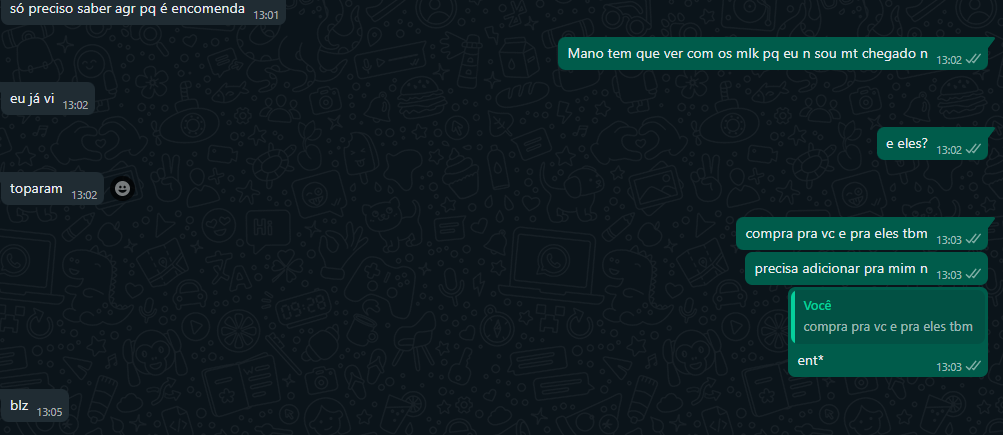 só preciso saber agr pq é encomenda 13:01
Mano tem que ver com os mlk pq eu n sou mt chegado n 13:02
eu já vi 13:02
e eles? 13:02
toparam 13:02
compra pra vc e pra eles tbm 13:03
precisa adicionar pra mim n 13:03
Você
compra pra vc e pra eles tbm
ent* 13:03
blz 13:05